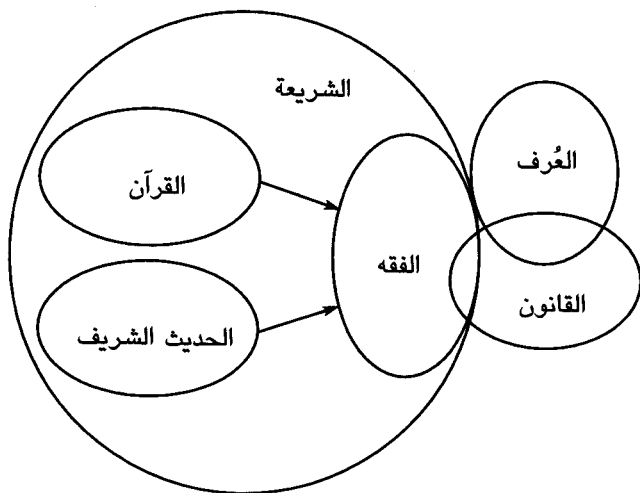 الشريعة
العُرف
القرآن
الفقه
القانون
الحديث الشريف